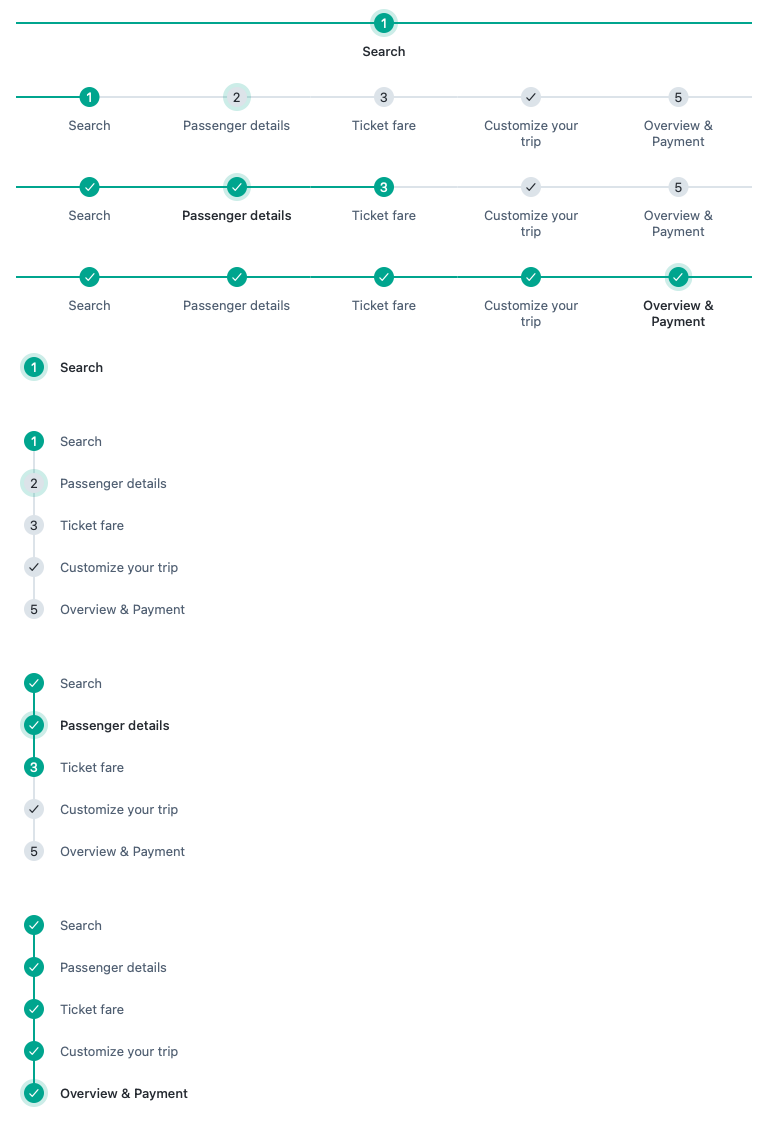 1
Search
1 2 3 5
Search Passenger details Ticket fare Customize your trip Overview & Payment
3 5
Search Passenger details Ticket fare Customize your trip Overview & Payment
Search Passenger details Ticket fare Customize your trip Overview & Payment
1 Search
1 Search
2 Passenger details
3 Ticket fare
Customize your trip
5 Overview & Payment
Search
Passenger details
3 Ticket fare
Customize your trip
5 Overview & Payment
Search
Passenger details
Ticket fare
Customize your trip
Overview & Payment